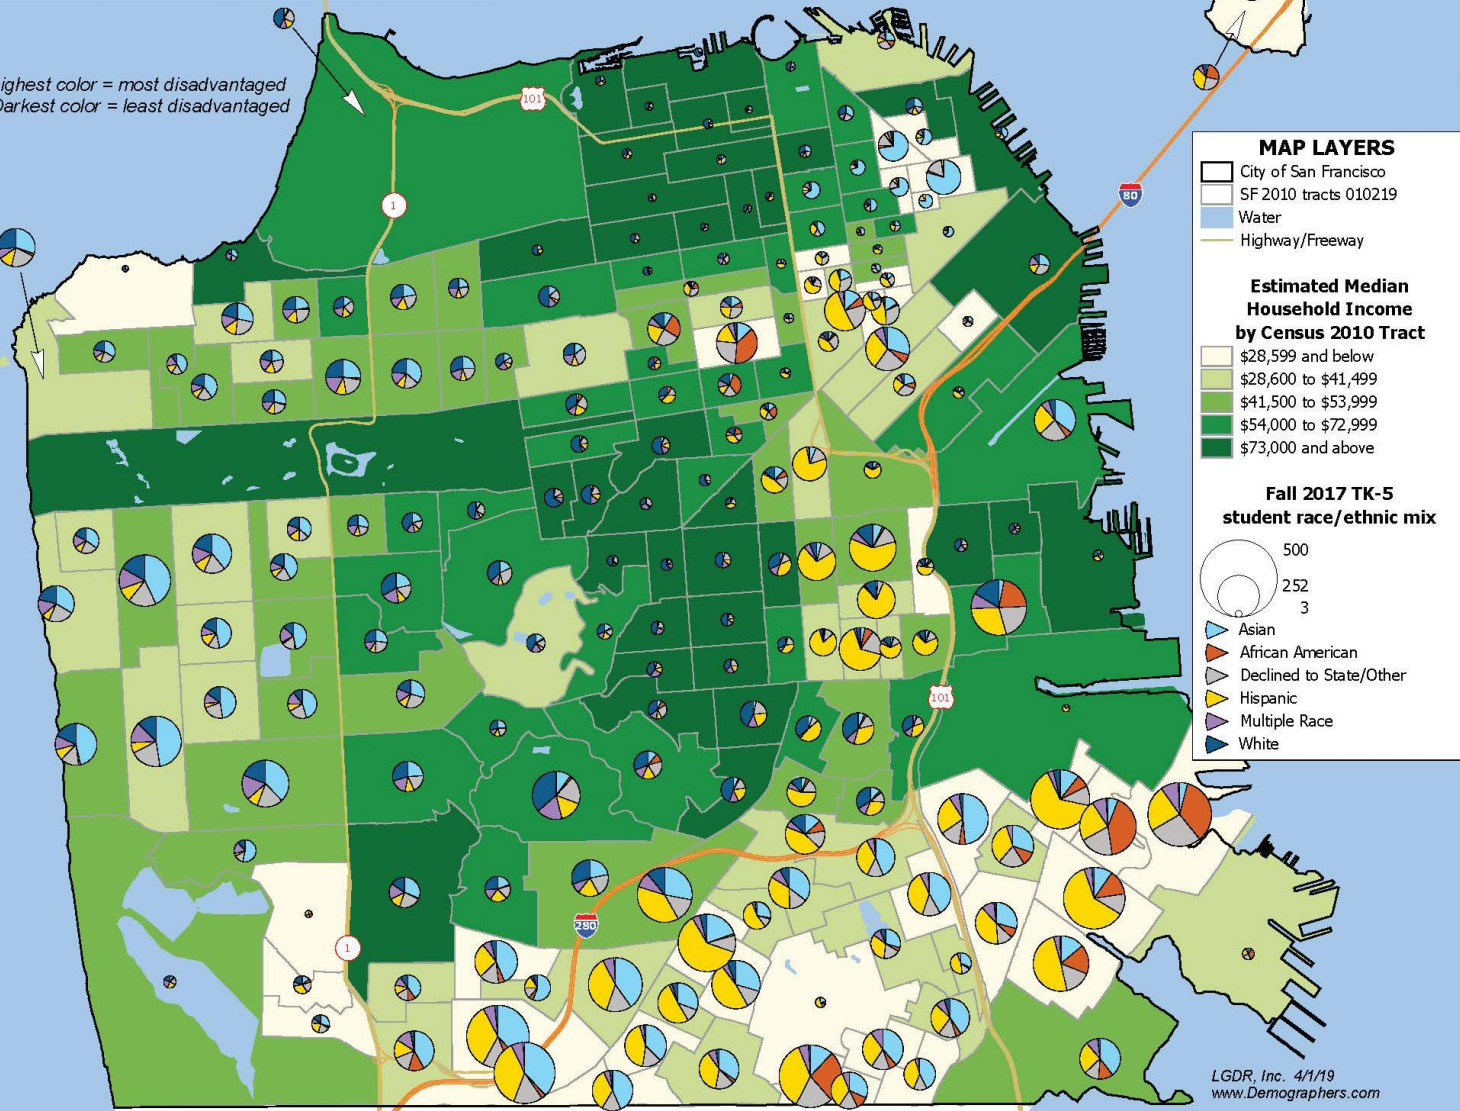 ighest color = most disadvantaged
Darkest color = least disadvantaged
101
1
80
MAP LAYERS
City of San Francisco
SF 2010 tracts 010219
Water
Highway/Freeway
Estimated Median
Household Income
by Census 2010 Tract
$28,599 and below
$28,600 to $41,499
$41,500 to $53,999
$54,000 to $72,999
$73,000 and above
Fall 2017 TK-5
student race/ethnic mix
500
252
3
Asian
African American
Declined to State/Other
Hispanic
Multiple Race
White
101
280
1
LGDR, Inc. 4/1/19
www.Demographers.com